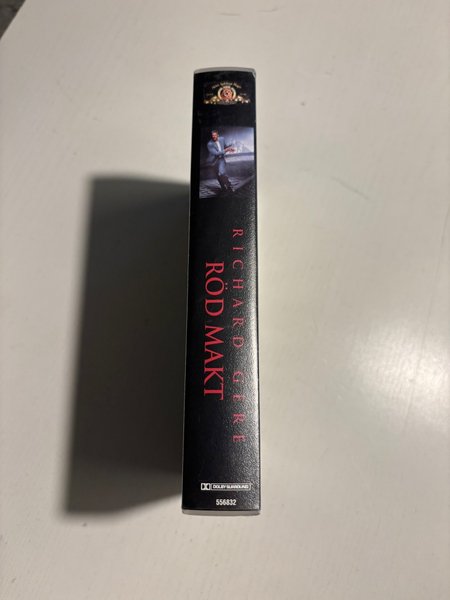 RICHARD GERE
RÖD MAKT
DOLBY SURROUND
556832